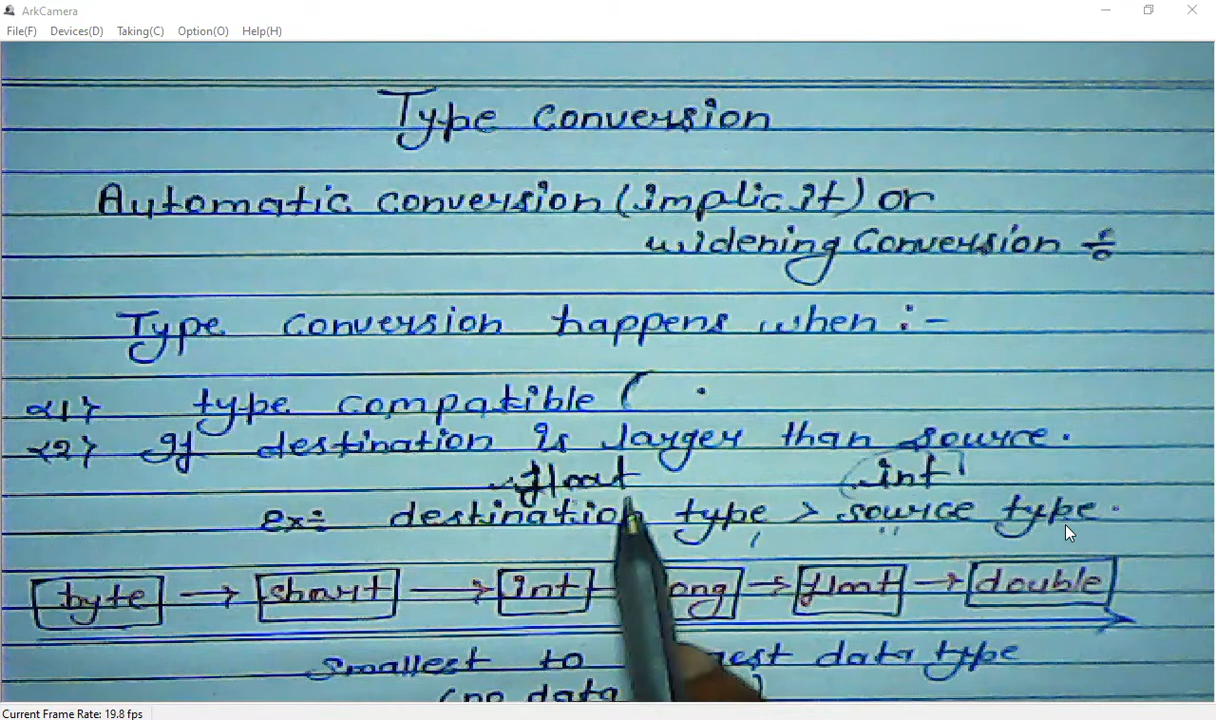 ArkCamera
File(F) Devices(D) Taking(C) Option(O) Help(H)
Type conversion
Automatic conversion (implicit) or
widening Conversion ÷
Type conversion happens when :-
<1> type compatible (
<2> If destination is larger than source.
float int
ex÷ destination type > source type.
byte → short → int long → float → double
smallest to data type
(no data )
Current Frame Rate: 19.8 fps